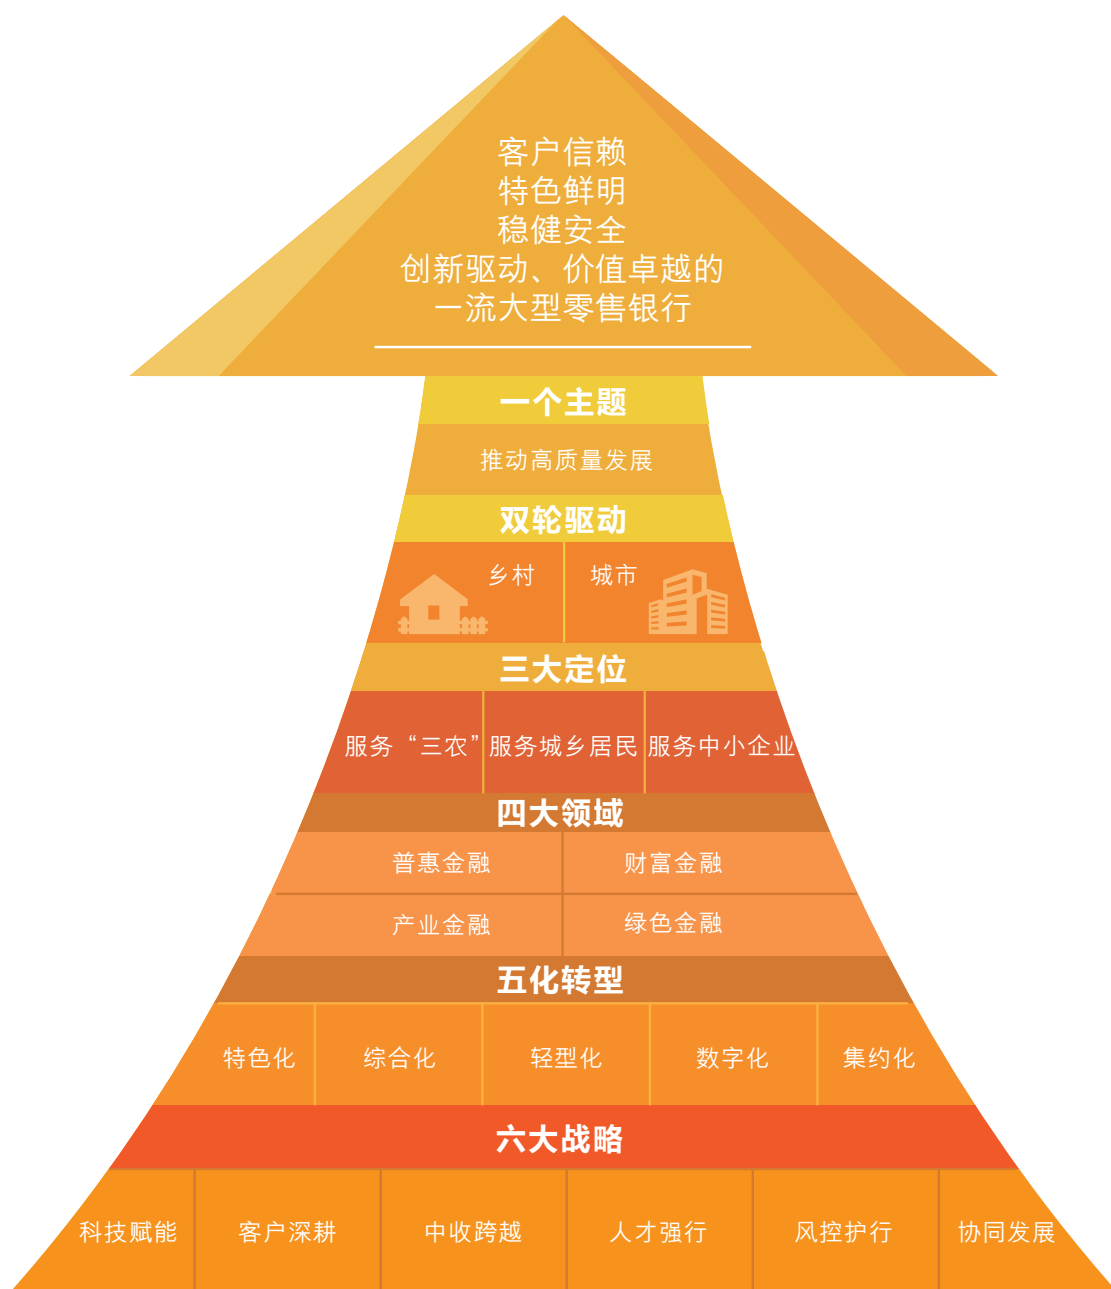 客户信赖
特色鲜明
稳健安全
创新驱动、价值卓越的
一流大型零售银行
一个主题
推动高质量发展
双轮驱动
乡村 城市
三大定位
服务“三农” 服务城乡居民 服务中小企业
四大领域
普惠金融 财富金融
产业金融 绿色金融
五化转型
特色化 综合化 轻型化 数字化 集约化
六大战略
科技赋能 客户深耕 中收跨越 人才强行 风控护行 协同发展